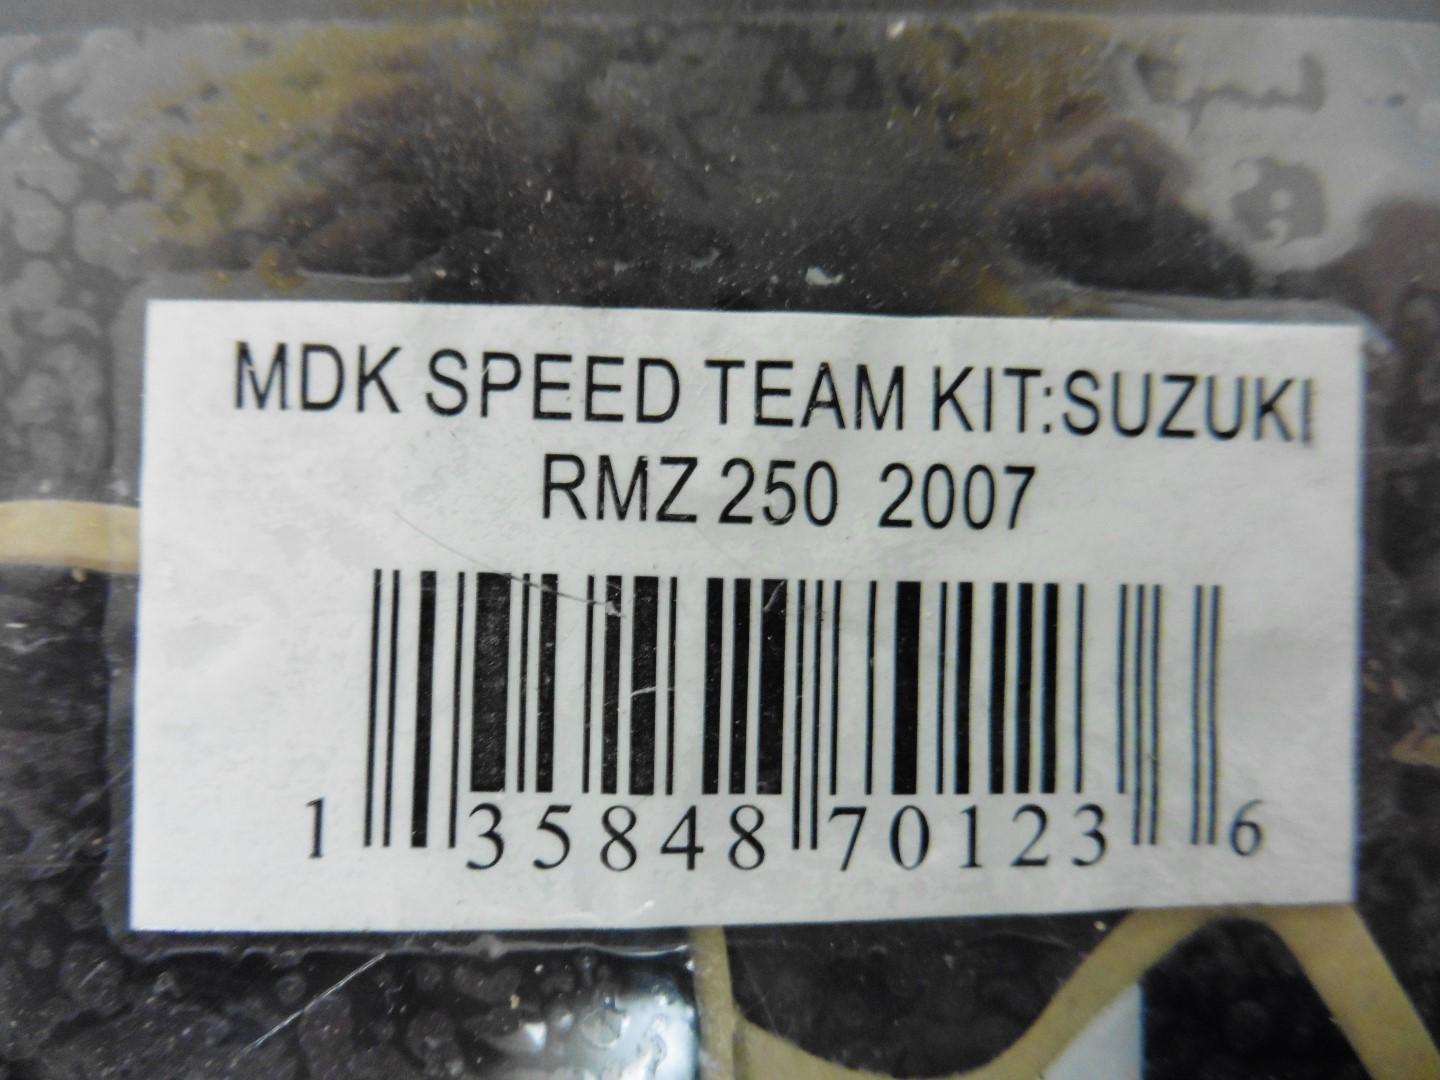 MDK SPEED TEAM KIT:SUZUKI
RMZ 250 2007
1 35848 70123 6